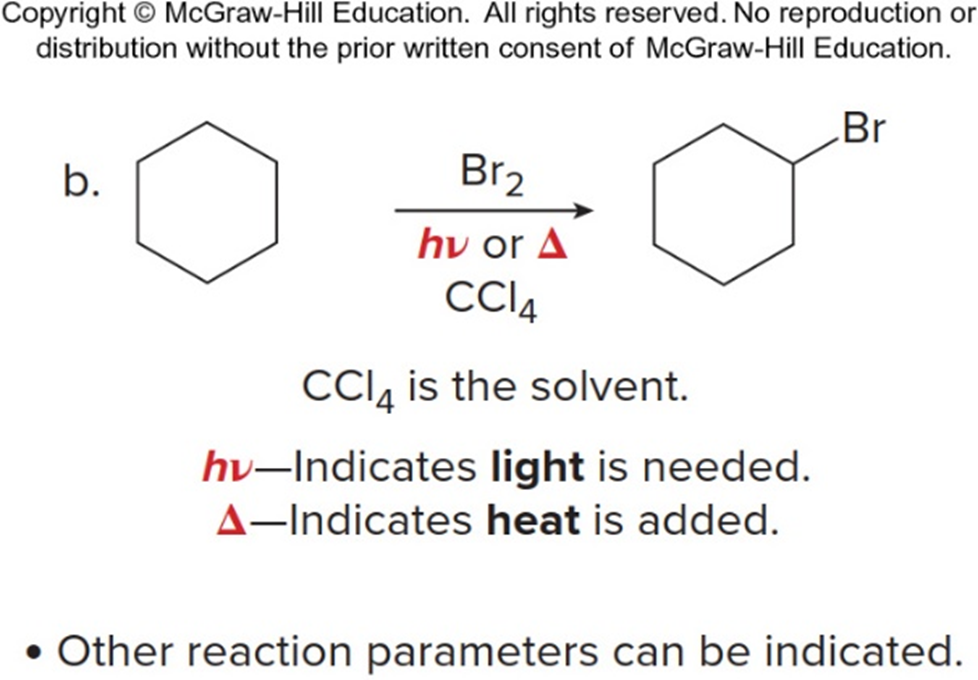 Copyright © McGraw-Hill Education. All rights reserved. No reproduction or
distribution without the prior written consent of McGraw-Hill Education.
Br
b.
Br₂
hν or Δ
CCl₄
CCl₄ is the solvent.
hν—Indicates light is needed.
Δ—Indicates heat is added.
• Other reaction parameters can be indicated.